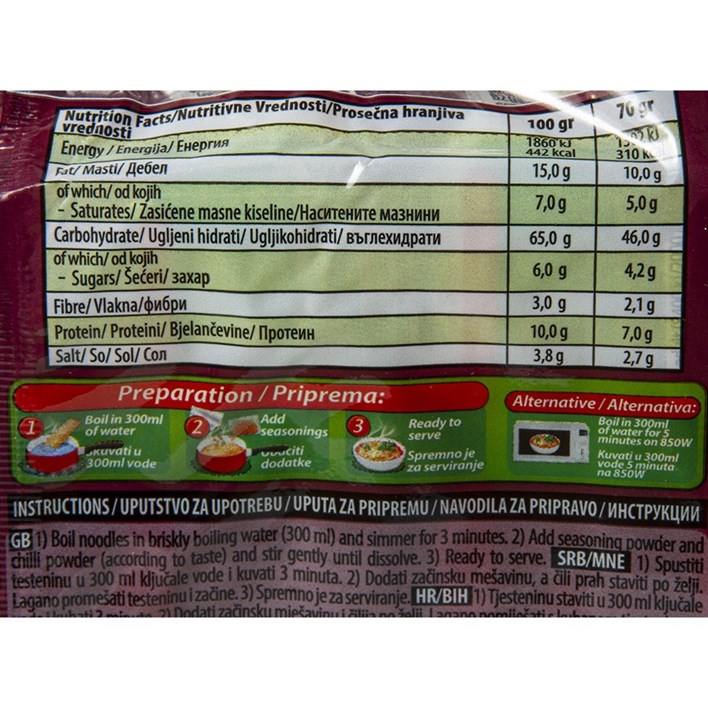 Nutrition Facts/Nutritivne Vrednosti/Prosečna hranjiva vrednosti 100 gr 70 gr
Energy / Energija/ Енергия 1860 kJ 442 kcal 310
Fat/ Masti/ Дебел 15,0 g 10,0 g
of which/ od kojih
- Saturates/ Zasićene masne kiseline/Наситените мазнини 7,0 g 5,0 g
Carbohydrate/ Ugljeni hidrati/ Ugljikohidrati/ въглехидрати 65,0 g 46,0 g
of which/ od kojih
- Sugars/ Šećeri/ захар 6,0 g 4,2 g
Fibre/ Vlakna/фибри 3,0 g 2,1 g
Protein/ Proteini/ Bjelančevine/ Протеин 10,0 g 7,0 g
Salt/ So/ Sol/ Сол 3,8 g 2,7 g
Preparation / Priprema:
1 Boil in 300ml
of water
Skuvati u
300ml vode
2 Add
seasonings
Ubaciti
dodatke
3 Ready to
serve
Spremno je
za serviranje
Alternative / Alternativa:
Boil in 300ml
of water for 5
minutes on 850W
Kuvati u 300ml
vode 5 minuta
na 850W
INSTRUCTIONS / UPUTSTVO ZA UPOTREBU / UPUTA ZA PRIPREMU / NAVODILA ZA PRIPRAVO / ИНСТРУКЦИИ
GB 1) Boil noodles in briskly boiling water (300 ml) and simmer for 3 minutes. 2) Add seasoning powder and
chilli powder (according to taste) and stir gently until dissolve. 3) Ready to serve. SRB/MNE 1) Spustiti
testeninu u 300 ml ključale vode i kuvati 3 minuta. 2) Dodati začinsku mešavinu, a čili prah staviti po želji.
Lagano promešati testeninu i začine. 3) Spremno je za serviranje. HR/BIH 1) Tjesteninu staviti u 300 ml ključale
2) Dodati začinsku mješavinu i